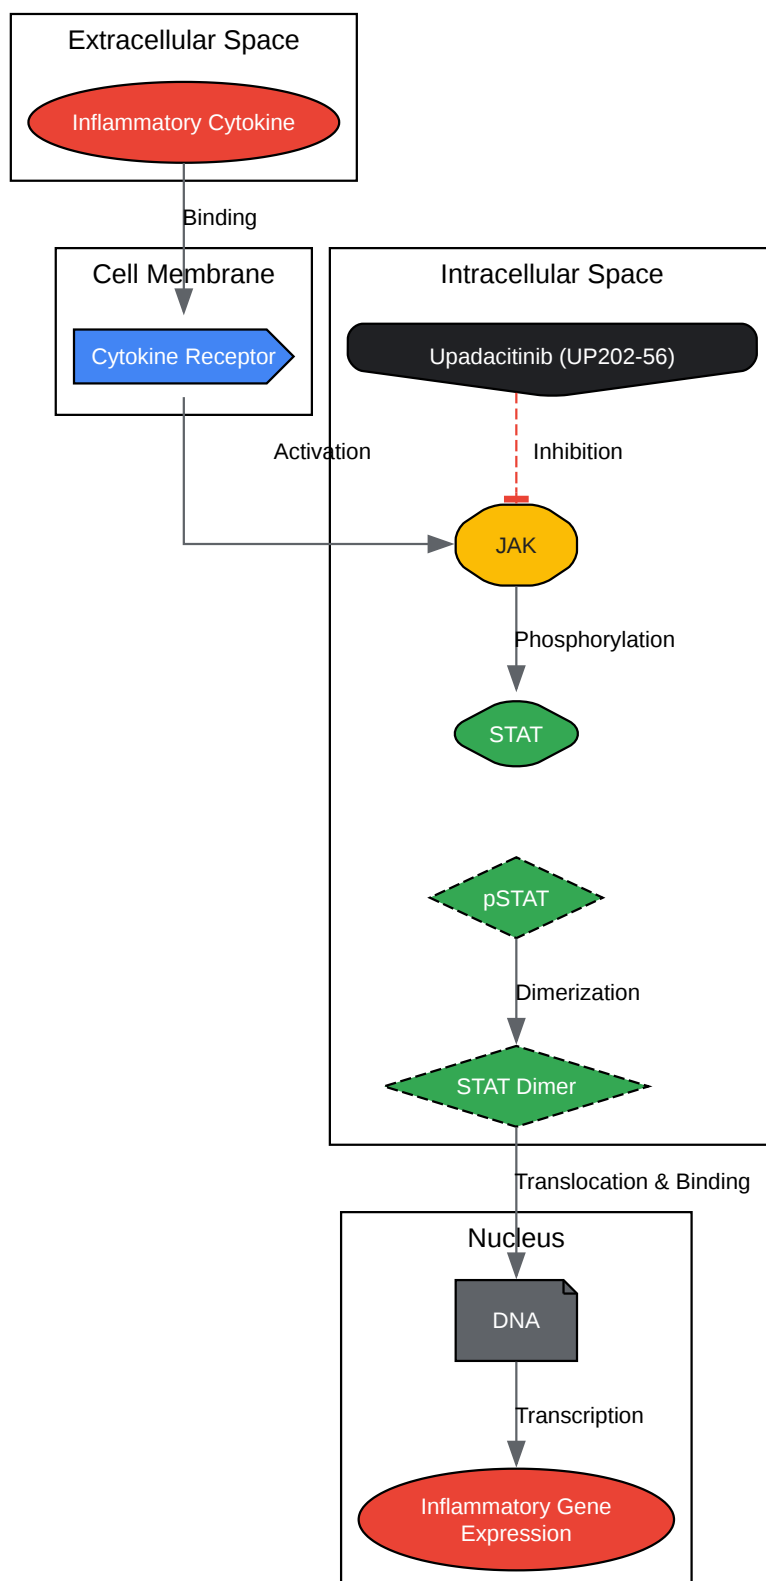 Extracellular Space
Inflammatory Cytokine
Binding
Cell Membrane
Intracellular Space
Cytokine Receptor
Upadacitinib (UP202-56)
Activation
Inhibition
JAK
Phosphorylation
STAT
pSTAT
Dimerization
STAT Dimer
Translocation & Binding
Nucleus
DNA
Transcription
Inflammatory Gene
Expression